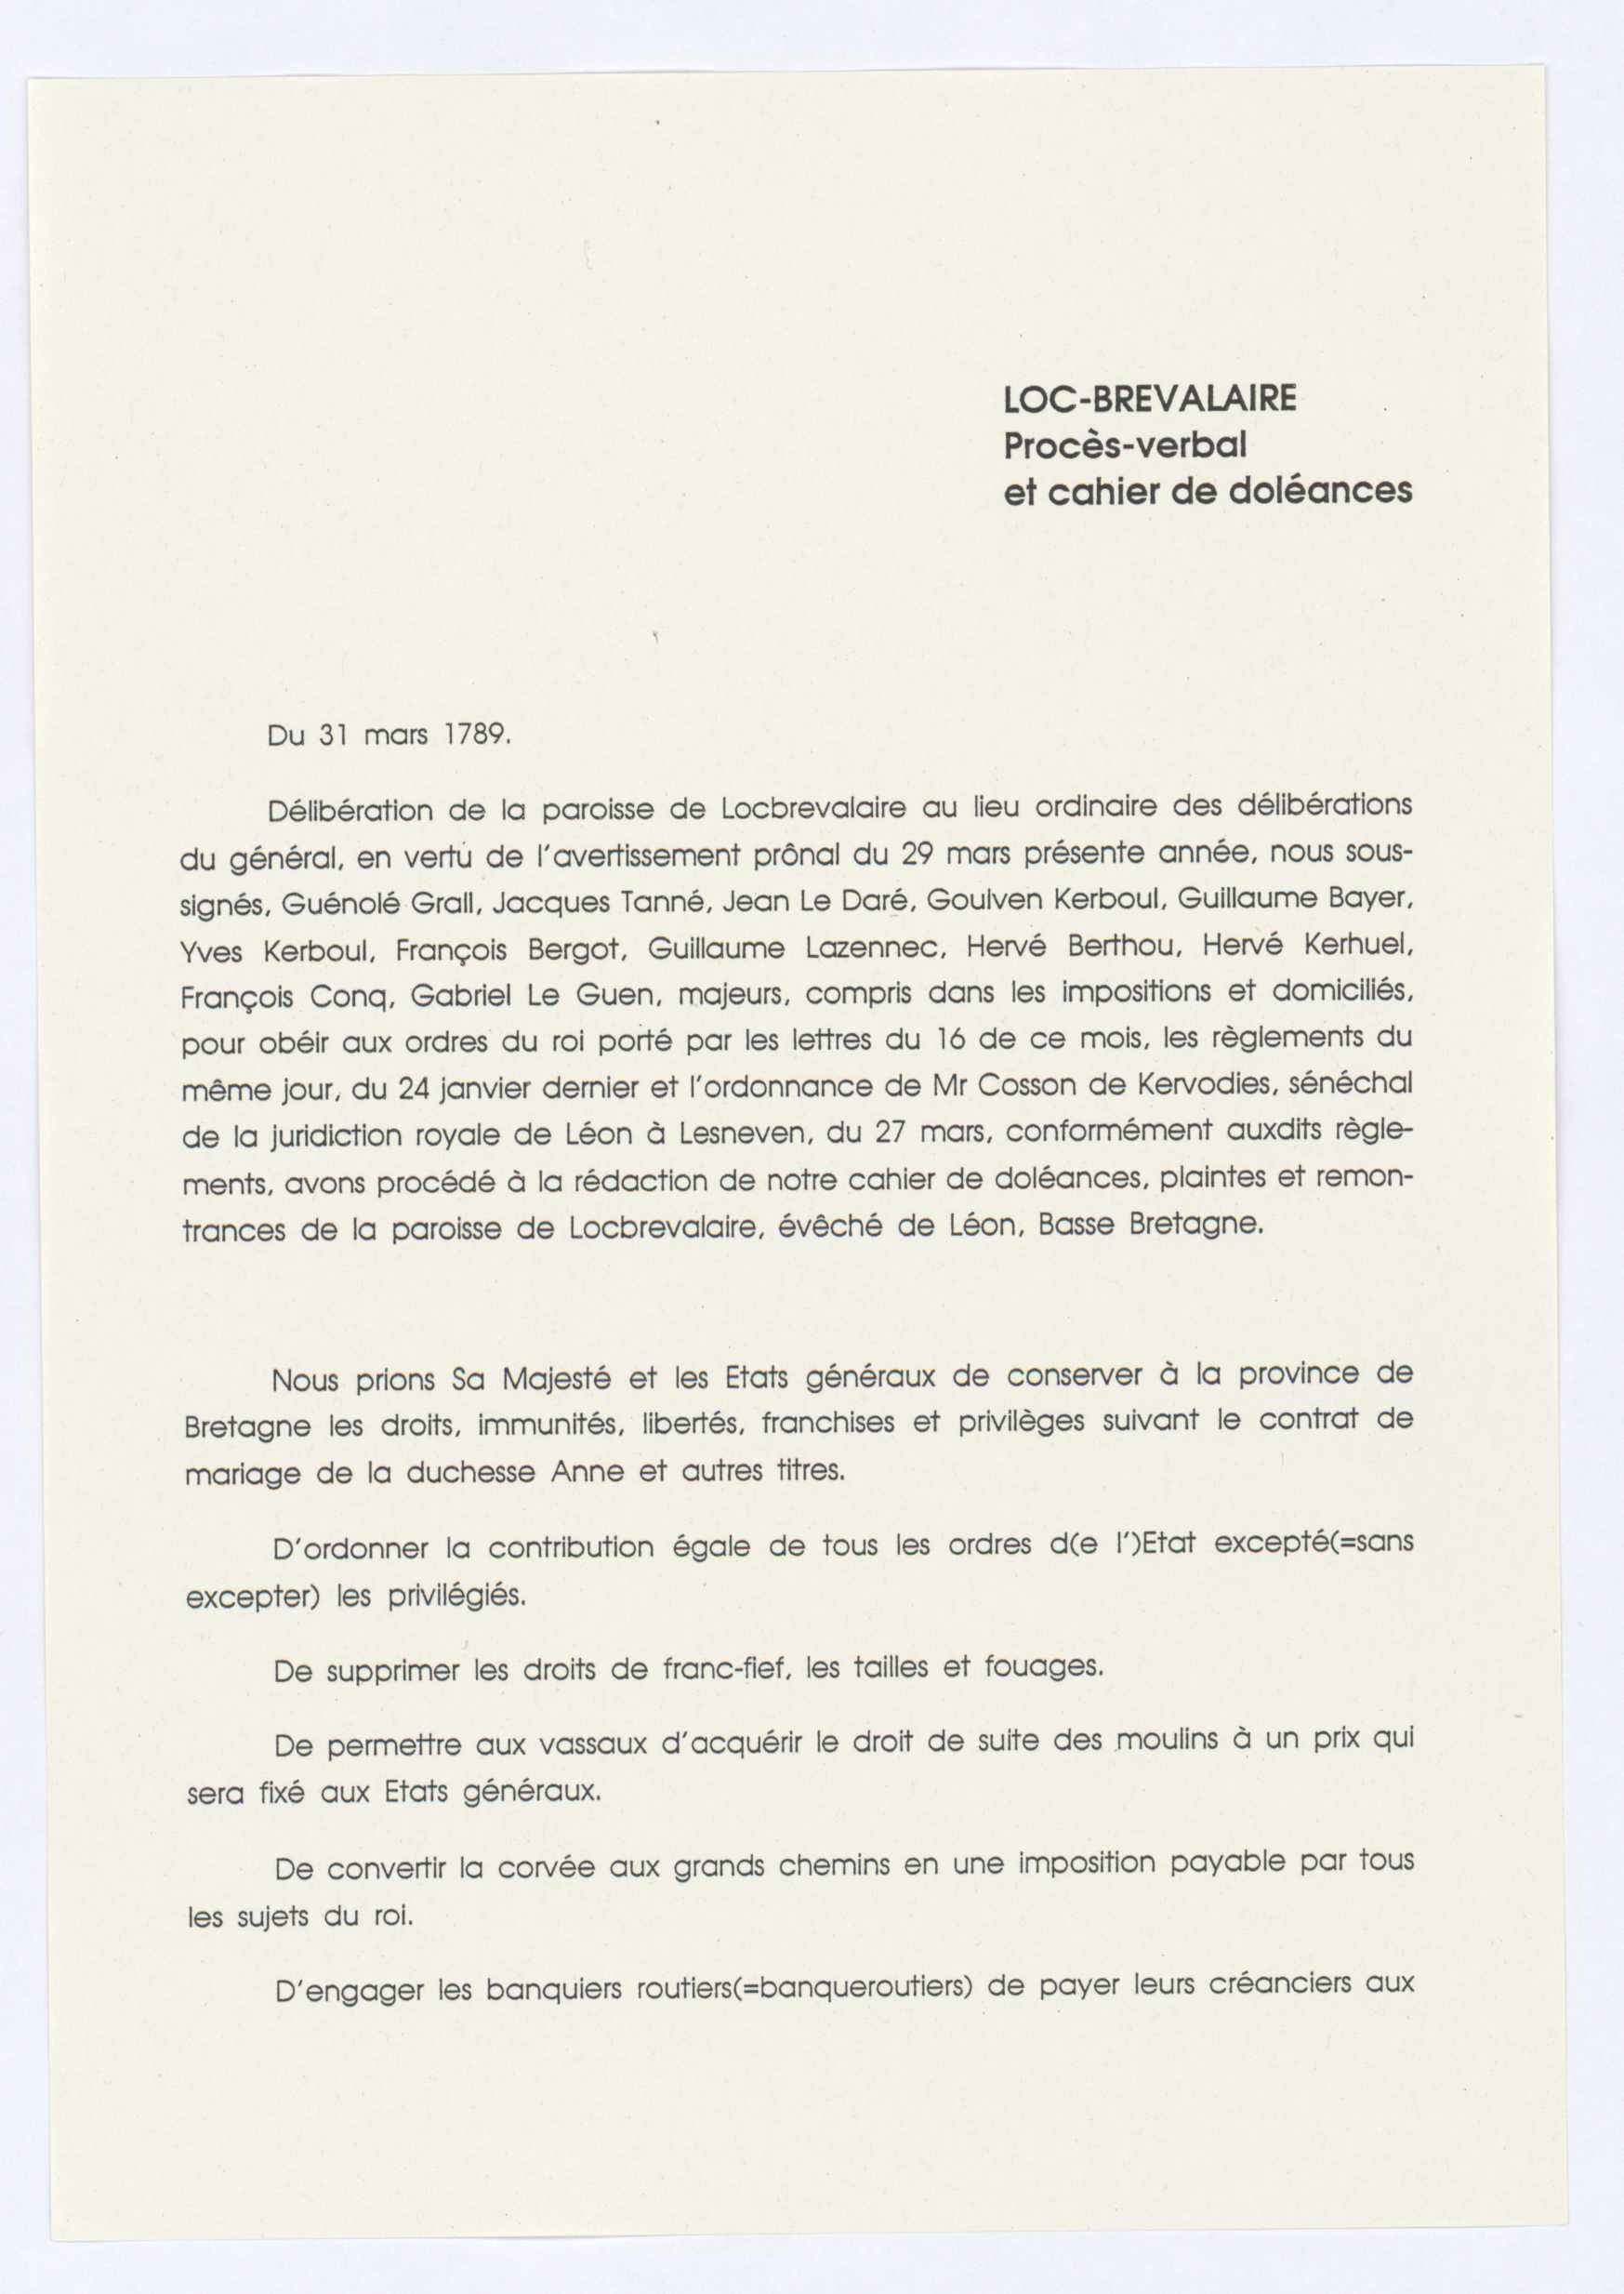 LOC-BREVALAIRE
Procès-verbal
et cahier de doléances
Du 31 mars 1789.
Délibération de la paroisse de Locbrevalaire au lieu ordinaire des délibérations
du général, en vertu de l'avertissement prônal du 29 mars présente année, nous sous-
signés, Guénolé Grall, Jacques Tanné, Jean Le Daré, Goulven Kerboul, Guillaume Bayer,
Yves Kerboul, François Bergot, Guillaume Lazennec, Hervé Berthou, Hervé Kerhuel,
François Conq, Gabriel Le Guen, majeurs, compris dans les impositions et domiciliés,
pour obéir aux ordres du roi porté par les lettres du 16 de ce mois, les règlements du
même jour, du 24 janvier dernier et l'ordonnance de Mr Cosson de Kervodies, sénéchal
de la juridiction royale de Léon à Lesneven, du 27 mars, conformément auxdits règle-
ments, avons procédé à la rédaction de notre cahier de doléances, plaintes et remon-
trances de la paroisse de Locbrevalaire, évêché de Léon, Basse Bretagne.
Nous prions Sa Majesté et les Etats généraux de conserver à la province de
Bretagne les droits, immunités, libertés, franchises et privilèges suivant le contrat de
mariage de la duchesse Anne et autres titres.
D'ordonner la contribution égale de tous les ordres d(e l')Etat excepté(=sans
excepter) les privilégiés.
De supprimer les droits de franc-fief, les tailles et fouages.
De permettre aux vassaux d'acquérir le droit de suite des moulins à un prix qui
sera fixé aux Etats généraux.
De convertir la corvée aux grands chemins en une imposition payable par tous
les sujets du roi.
D'engager les banquiers routiers(=banqueroutiers) de payer leurs créanciers aux